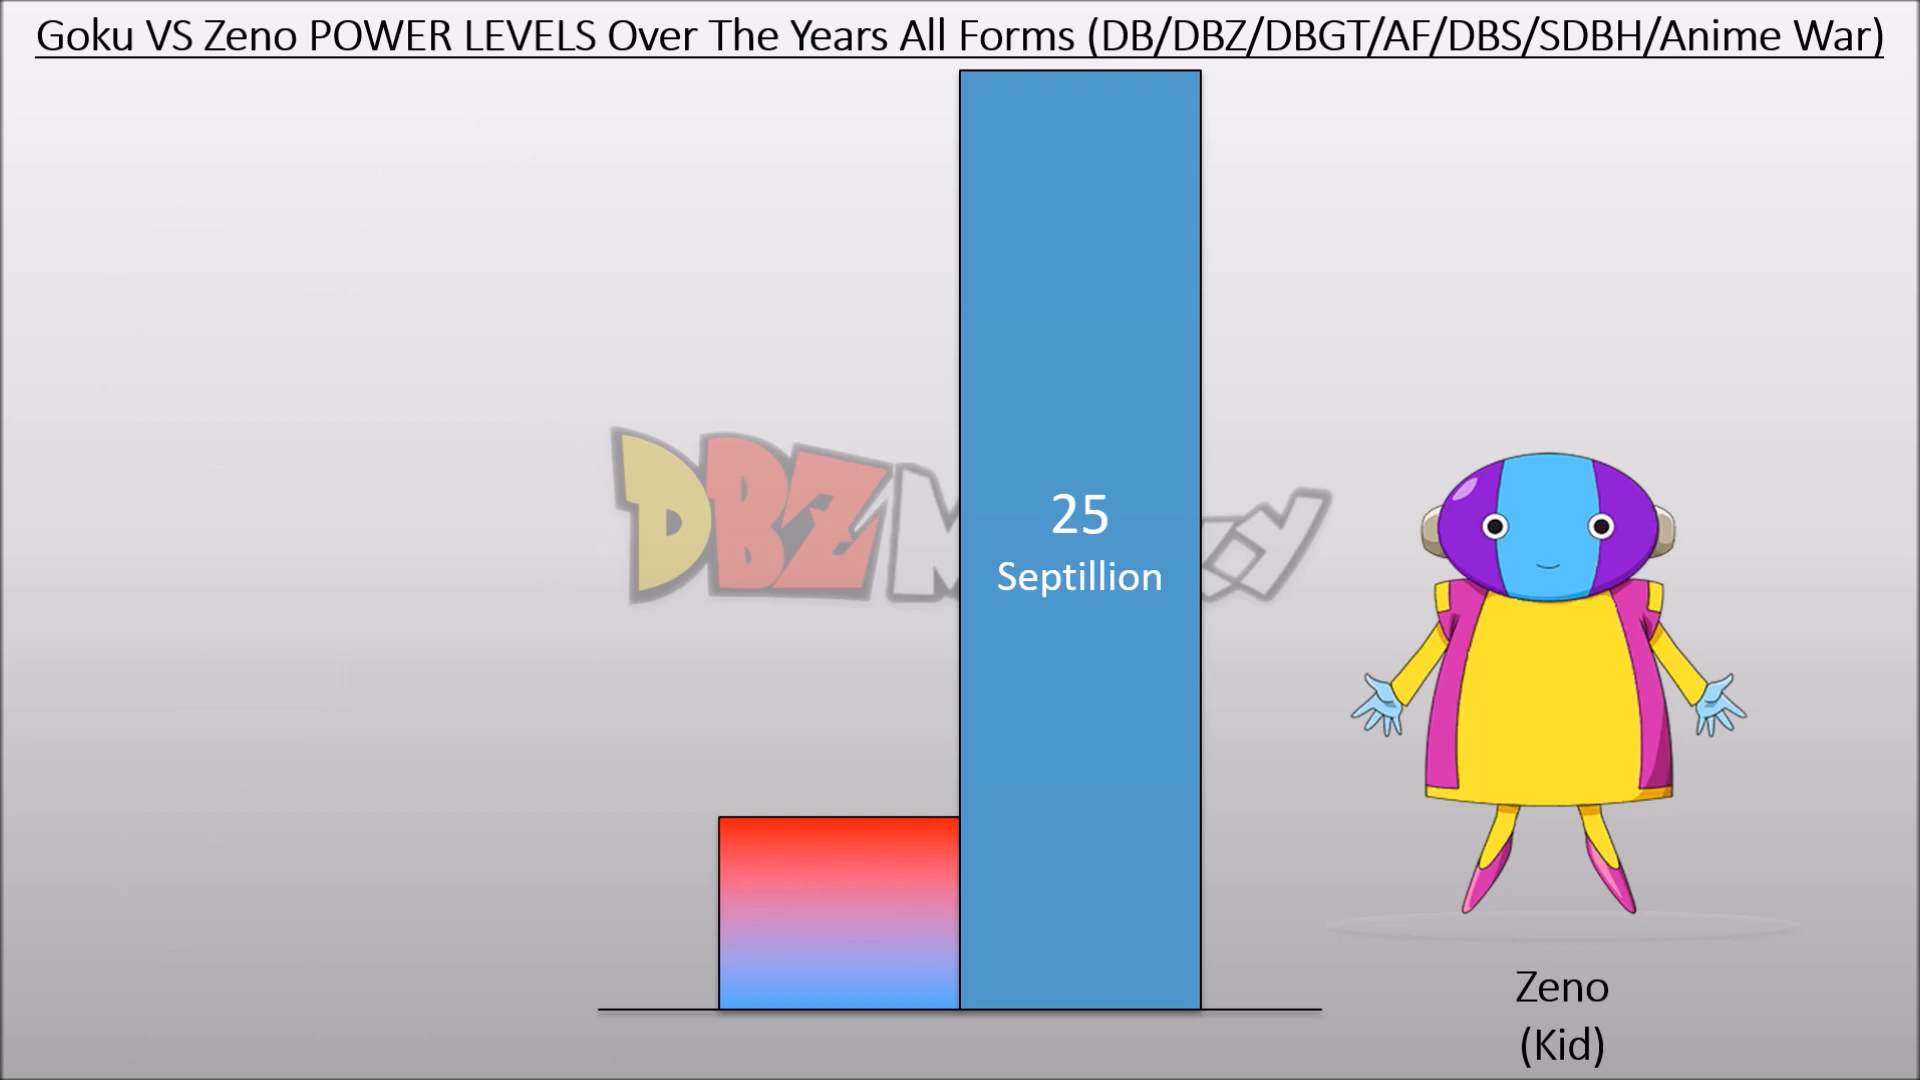 Goku VS Zeno POWER LEVELS Over The Years All Forms (DB/DBZ/DBGT/AF/DBS/SDBH/Anime War)
DBZ
25
Septillion
Zeno
(Kid)